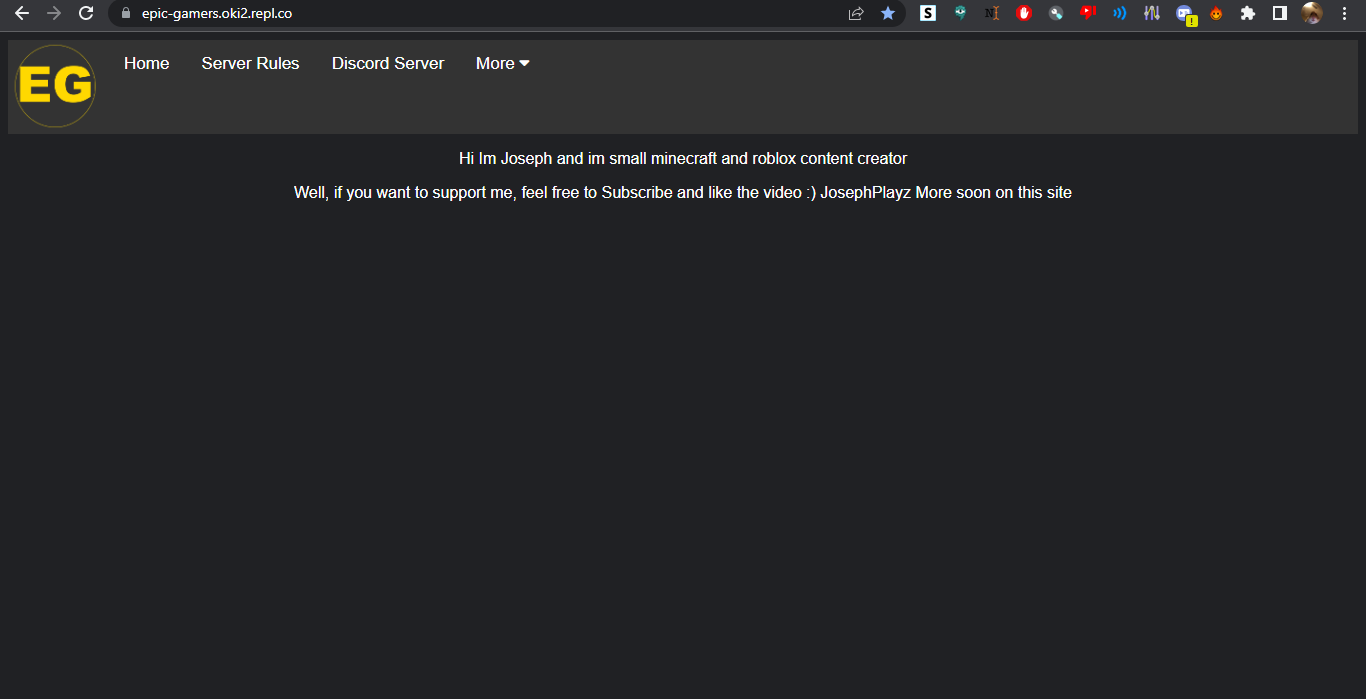 epic-gamers.oki2.repl.co
S
N
EG
Home
Server Rules
Discord Server
More
Hi Im Joseph and im small minecraft and roblox content creator
Well, if you want to support me, feel free to Subscribe and like the video :) JosephPlayz More soon on this site